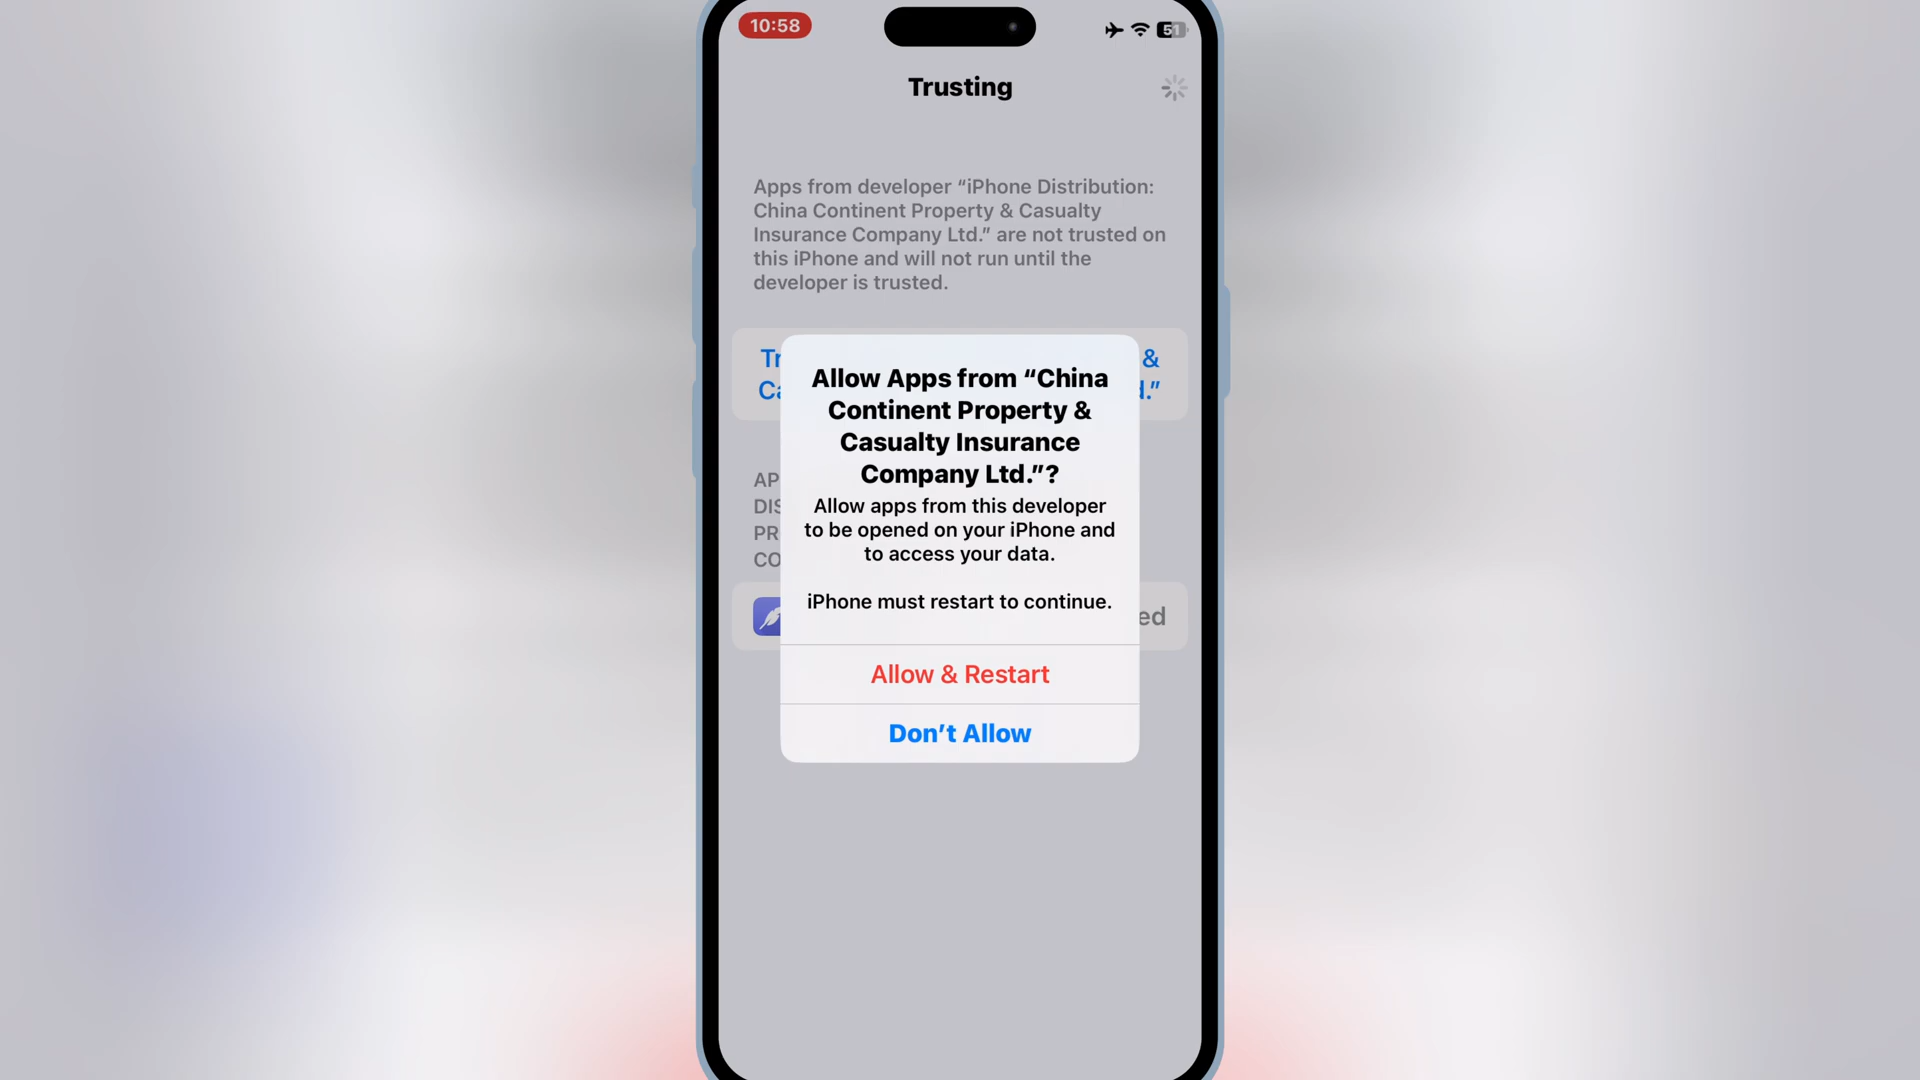 10:58
51
Trusting
Apps from developer “iPhone Distribution:
China Continent Property & Casualty
Insurance Company Ltd.” are not trusted on
this iPhone and will not run until the
developer is trusted.
&
Allow Apps from “China
Continent Property &
Casualty Insurance
Company Ltd.”?
Allow apps from this developer
to be opened on your iPhone and
to access your data.
iPhone must restart to continue.
Allow & Restart
Don’t Allow